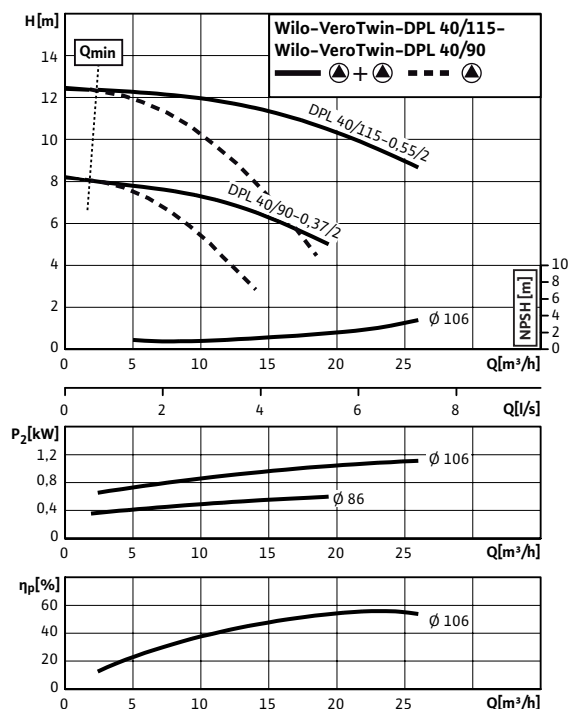 H[m]
Wilo-VeroTwin-DPL 40/115-
Wilo-VeroTwin-DPL 40/90
+
Qmin
14
12
10
8
6
4
2
0
DPL 40/115-0,55/2
DPL 40/90-0,37/2
Ø 106
10
8
6
4
2
0
NPSH [m]
0 5 10 15 20 25 Q[m³/h]
0 2 4 6 8 Q[l/s]
P₂[kW]
1,2
0,8
0,4
0
Ø 106
Ø 86
0 5 10 15 20 25 Q[m³/h]
ηp[%]
60
40
20
0
Ø 106
0 5 10 15 20 25 Q[m³/h]